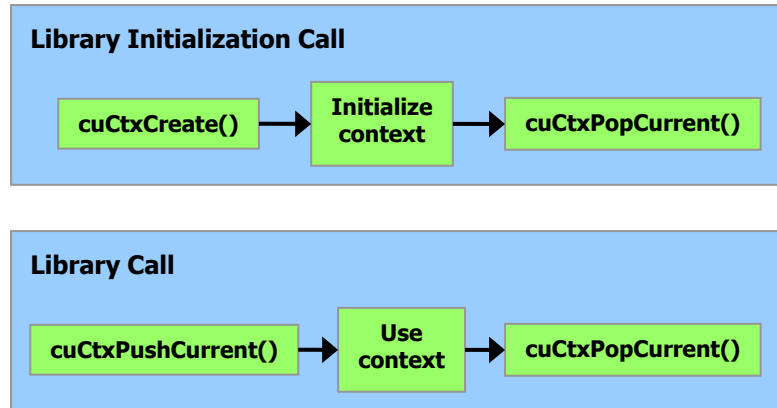 Library Initialization Call
cuCtxCreate()
Initialize
context
cuCtxPopCurrent()
Library Call
cuCtxPushCurrent()
Use
context
cuCtxPopCurrent()